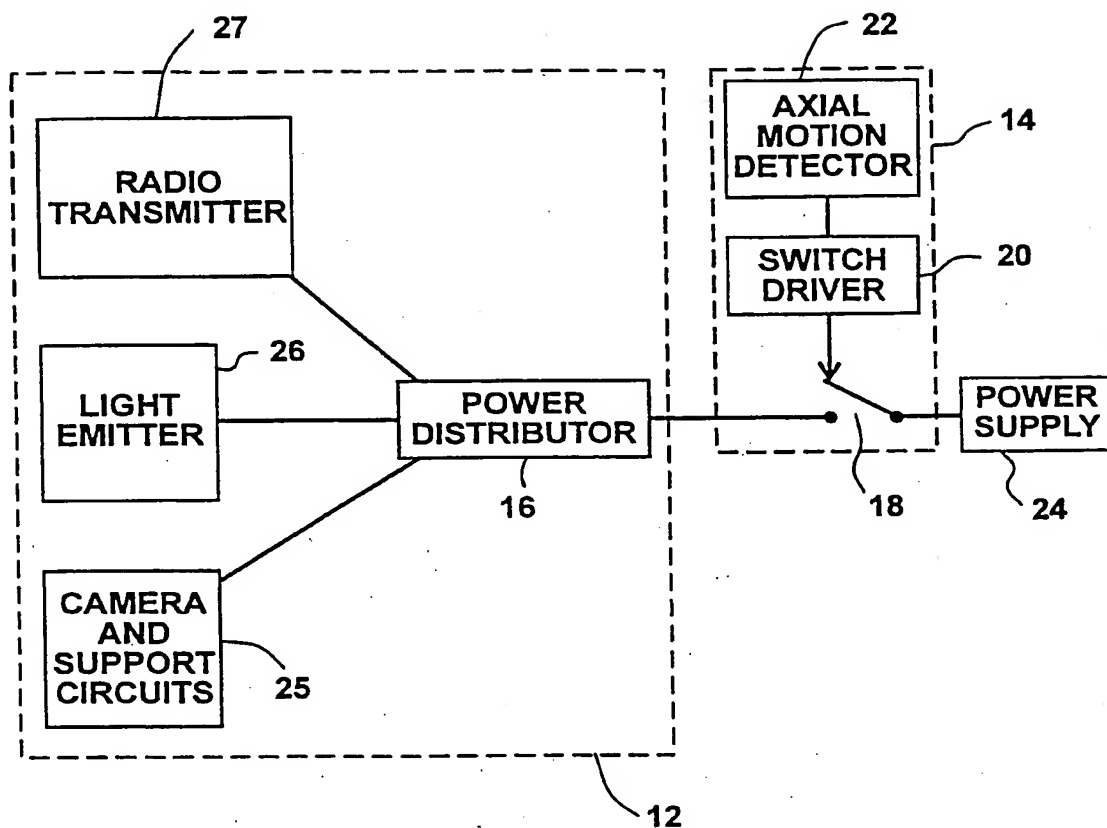 27
22
AXIAL
MOTION
DETECTOR
14
RADIO
TRANSMITTER
SWITCH
DRIVER
20
26
LIGHT
EMITTER
POWER
DISTRIBUTOR
POWER
SUPPLY
16
18
24
CAMERA
AND
SUPPORT
CIRCUITS
25
12